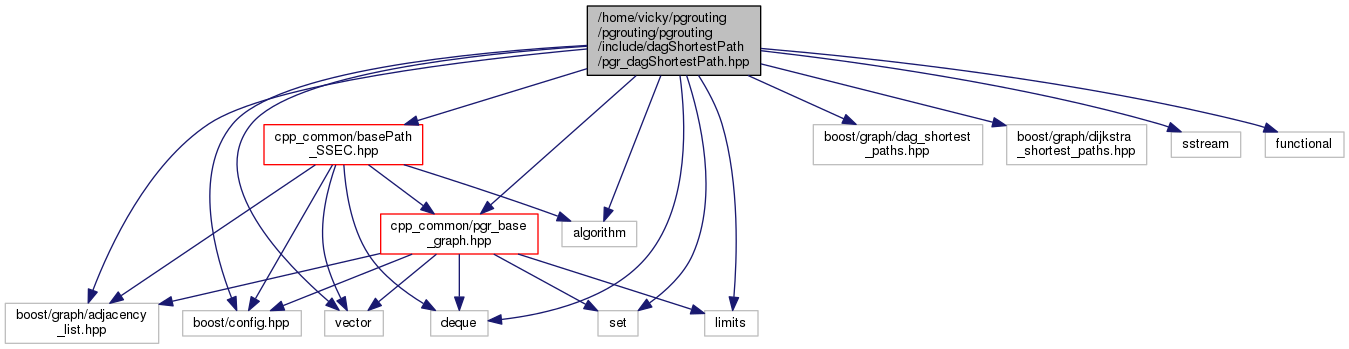 /home/vicky/pgrouting
/pgrouting/pgrouting
/include/dagShortestPath
/pgr_dagShortestPath.hpp
cpp_common/basePath
_SSEC.hpp
boost/graph/dag_shortest
_paths.hpp
boost/graph/dijkstra
_shortest_paths.hpp
sstream
functional
cpp_common/pgr_base
_graph.hpp
algorithm
boost/graph/adjacency
_list.hpp
boost/config.hpp
vector
deque
set
limits